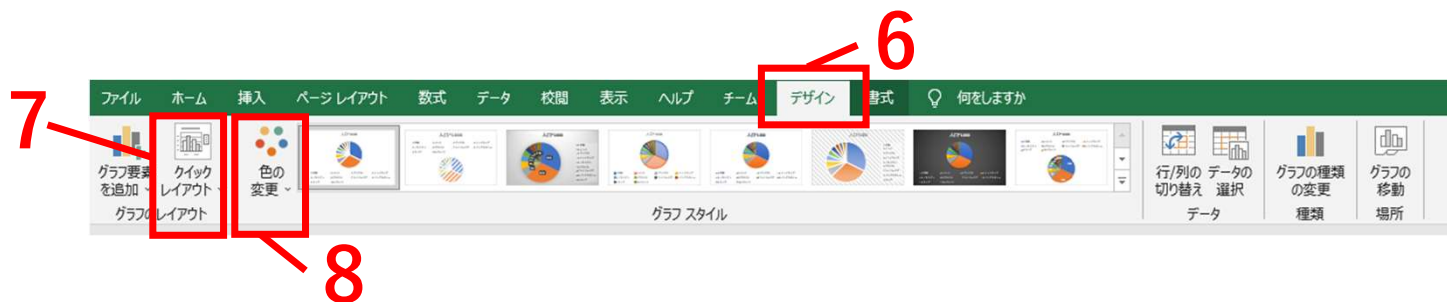 6
7
ファイル ホーム 挿入 ページ レイアウト 数式 データ 校閲 表示 ヘルプ チーム デザイン 書式 何をしますか
グラフ要素
を追加
クイック
レイアウト
色の
変更
行/列の
切り替え
データの
選択
グラフの種類
の変更
グラフの
移動
グラフのレイアウト
グラフ スタイル
データ
種類
場所
8